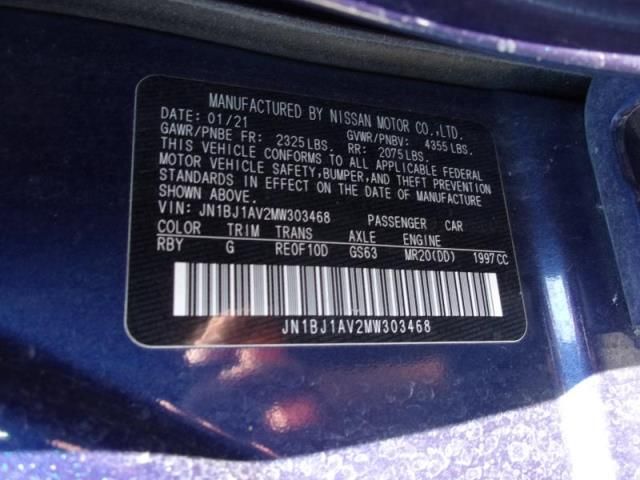 MANUFACTURED BY NISSAN MOTOR CO.,LTD.
DATE: 01/21 GVWR/PNBV: 4355 LBS.
GAWR/PNBE FR: 2325 LBS. RR: 2075 LBS.
THIS VEHICLE CONFORMS TO ALL APPLICABLE FEDERAL
MOTOR VEHICLE SAFETY, BUMPER, AND THEFT PREVENTION
STANDARDS IN EFFECT ON THE DATE OF MANUFACTURE
SHOWN ABOVE.
VIN: JN1BJ1AV2MW303468 PASSENGER CAR
COLOR TRIM TRANS AXLE ENGINE
RBY G RE0F10D GS63 MR20(DD) 1997CC
JN1BJ1AV2MW303468